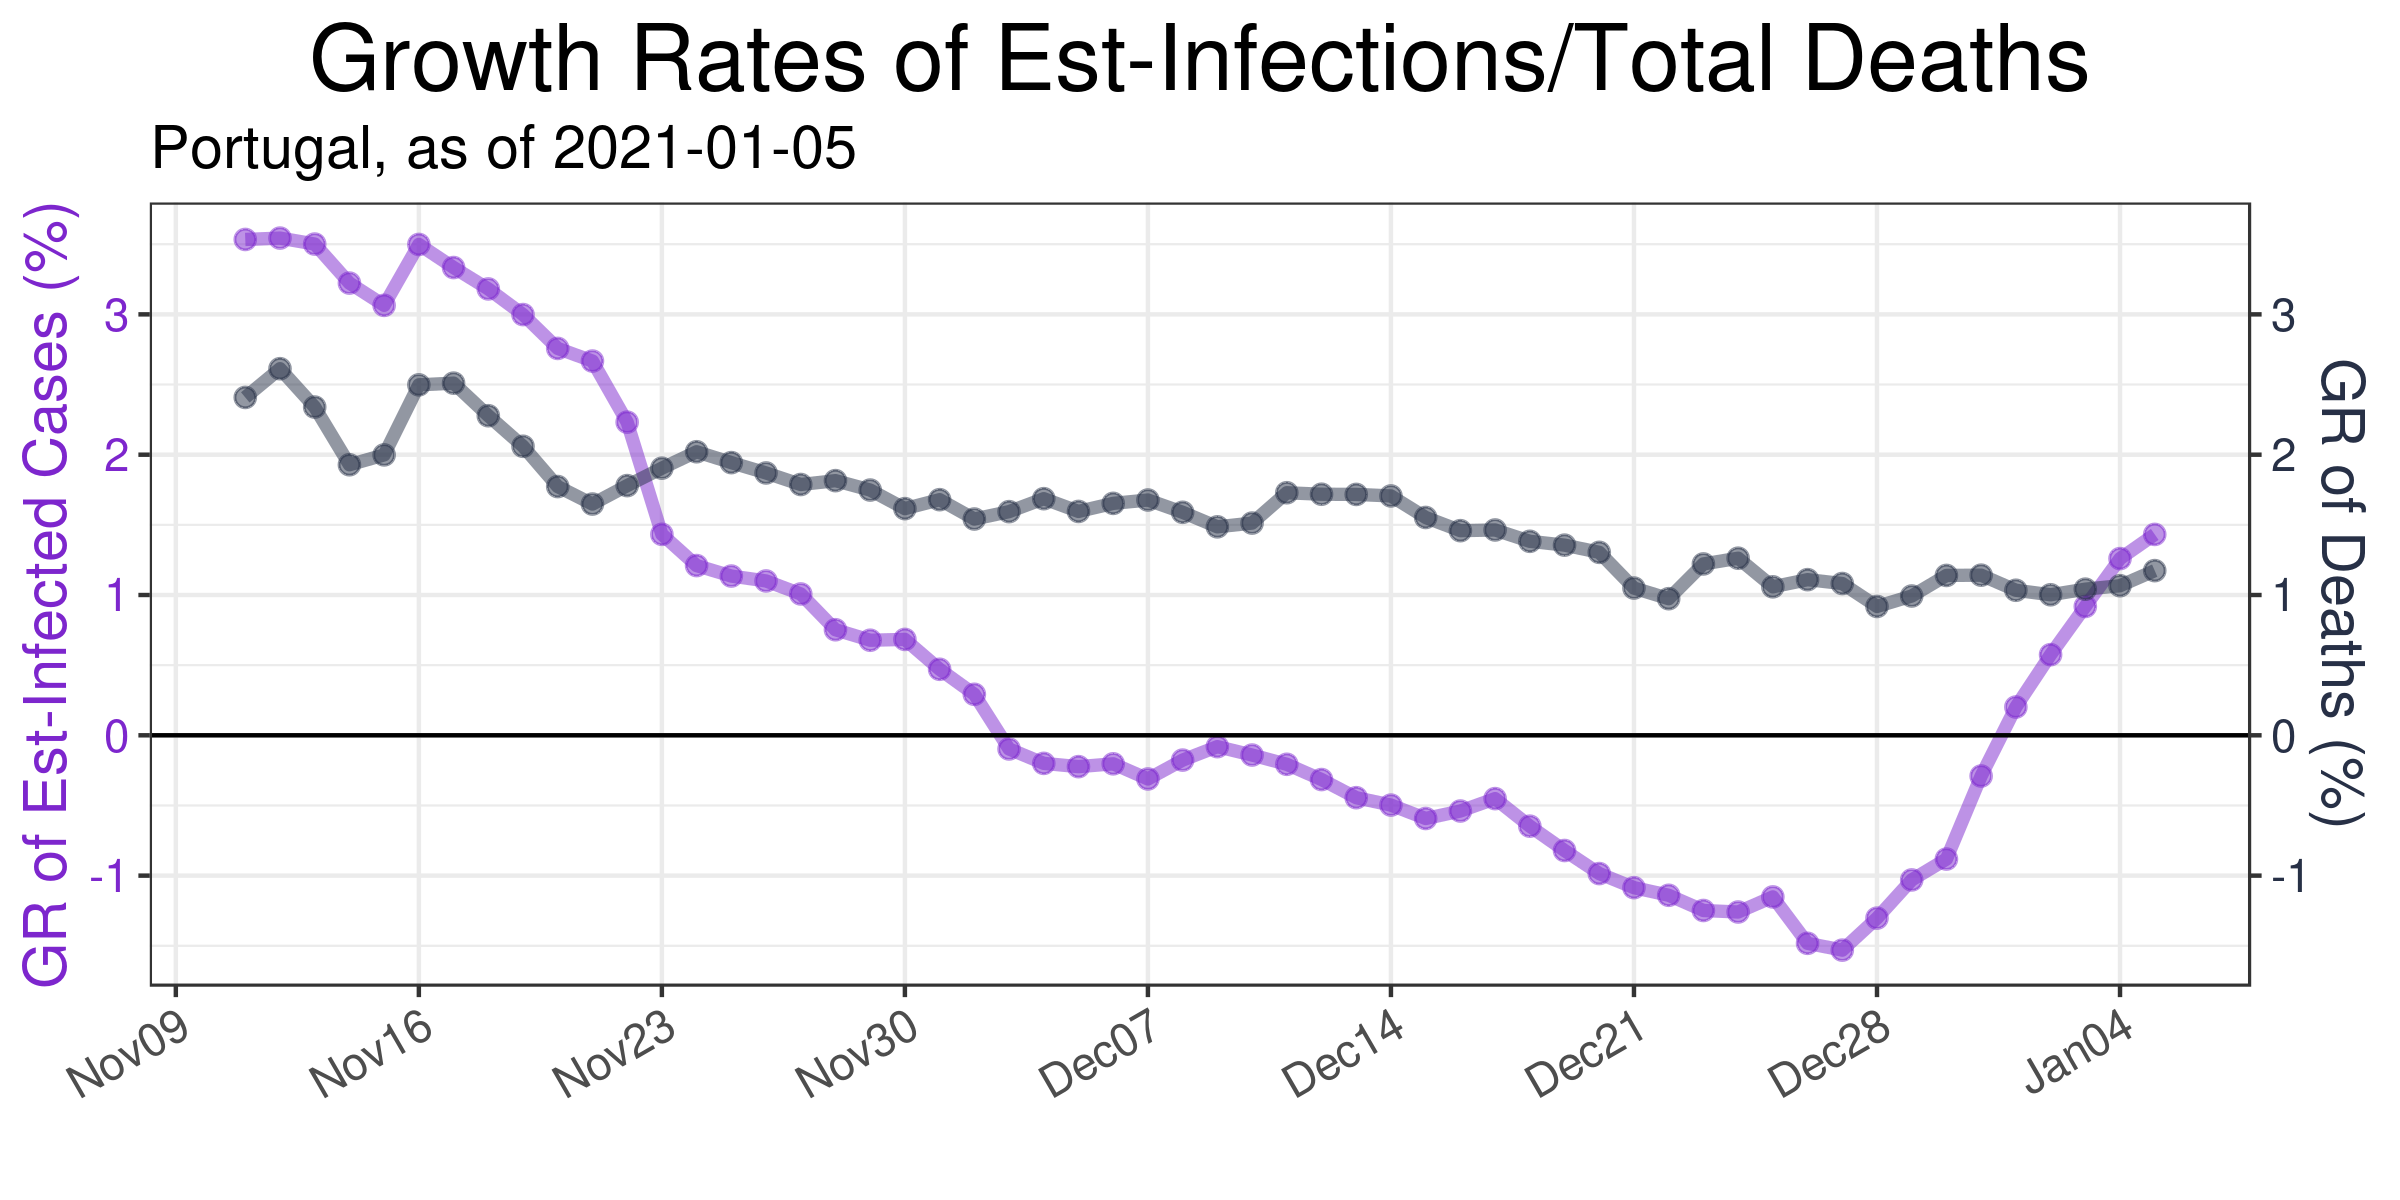 Growth Rates of Est-Infections/Total Deaths
Portugal, as of 2021-01-05
GR of Est-Infected Cases (%)
3
2
1
0
-1
3
2
1
0
-1
GR of Deaths (%)
Nov09
Nov16
Nov23
Nov30
Dec07
Dec14
Dec21
Dec28
Jan04